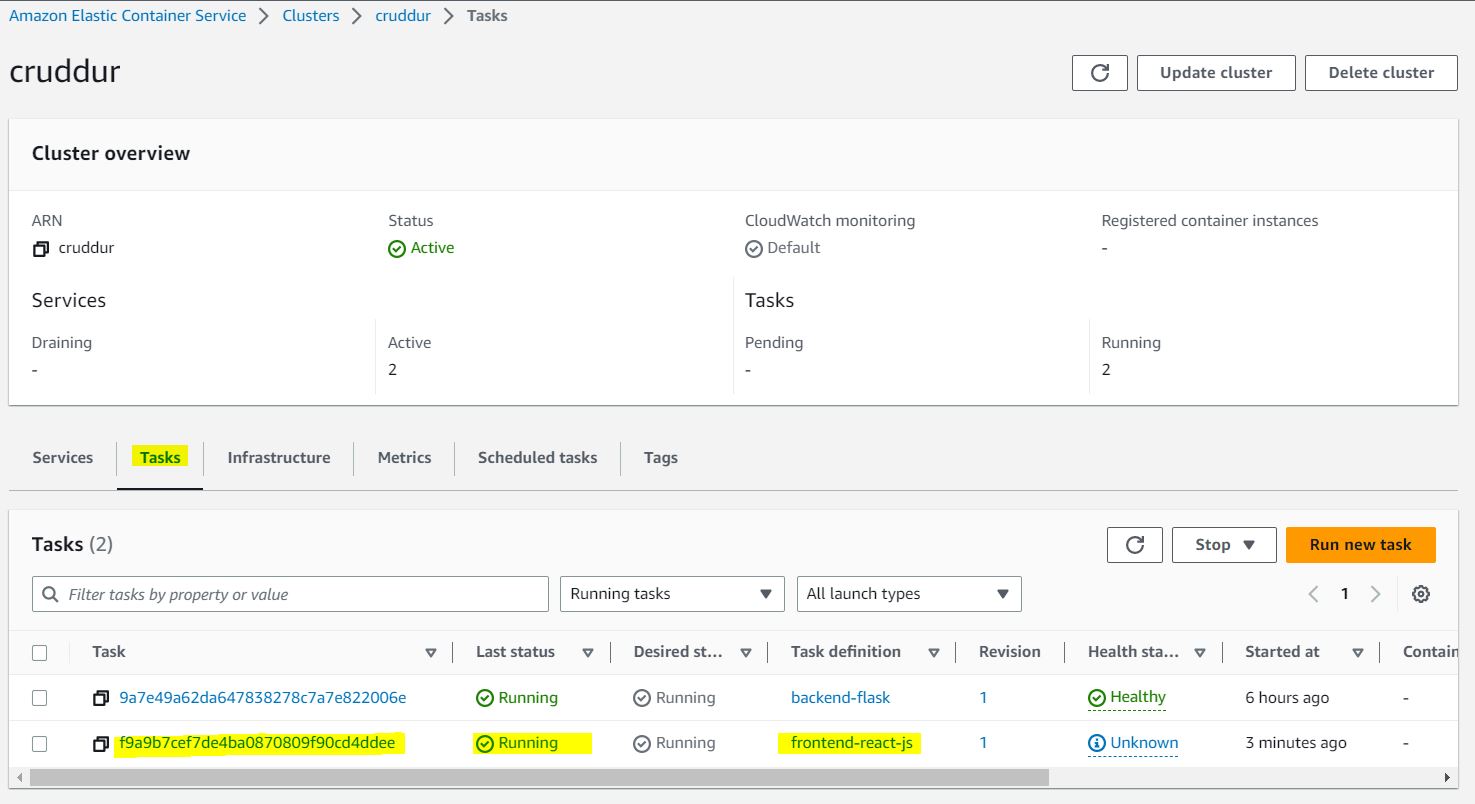 Amazon Elastic Container Service > Clusters > cruddur > Tasks
cruddur
Update cluster
Delete cluster
Cluster overview
ARN
Status
CloudWatch monitoring
Registered container instances
cruddur
Active
Default
-
Services
Tasks
Draining
Active
Pending
Running
-
2
-
2
Services
Tasks
Infrastructure
Metrics
Scheduled tasks
Tags
Tasks (2)
Stop
Run new task
Filter tasks by property or value
Running tasks
All launch types
1
Task
Last status
Desired st...
Task definition
Revision
Health sta...
Started at
Contain
9a7e49a62da647838278c7a7e822006e
Running
Running
backend-flask
1
Healthy
6 hours ago
-
f9a9b7cef7de4ba0870809f90cd4ddee
Running
Running
frontend-react-js
1
Unknown
3 minutes ago
-